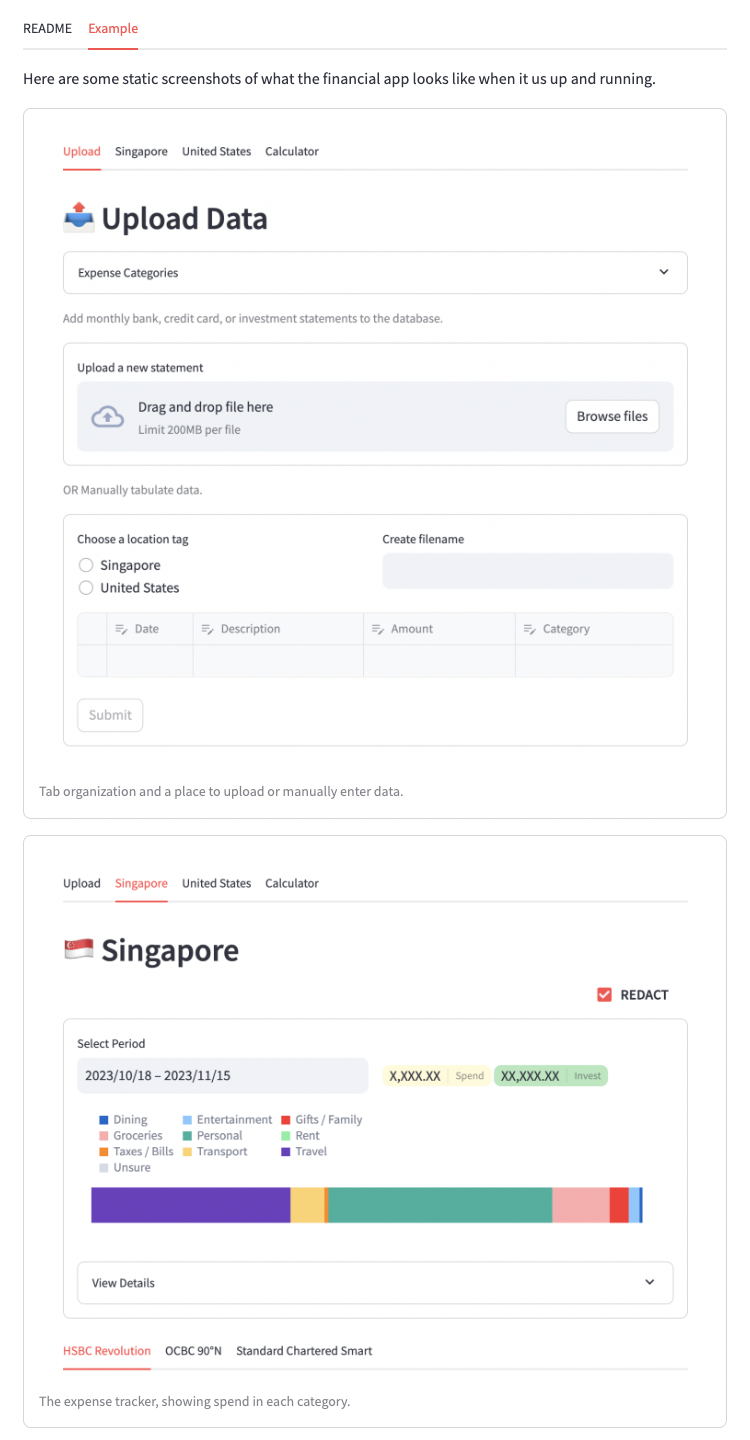 README Example
Here are some static screenshots of what the financial app looks like when it us up and running.
Upload Singapore United States Calculator
Upload Data
Expense Categories
Add monthly bank, credit card, or investment statements to the database.
Upload a new statement
Drag and drop file here
Limit 200MB per file
Browse files
OR Manually tabulate data.
Choose a location tag
Singapore
United States
Create filename
Date Description Amount Category
Submit
Tab organization and a place to upload or manually enter data.
Upload Singapore United States Calculator
Singapore
REDACT
Select Period
2023/10/18 – 2023/11/15
X,XXX.XX Spend XX,XXX.XX Invest
Dining Entertainment Gifts / Family
Groceries Personal Rent
Taxes / Bills Transport Travel
Unsure
View Details
HSBC Revolution OCBC 90°N Standard Chartered Smart
The expense tracker, showing spend in each category.